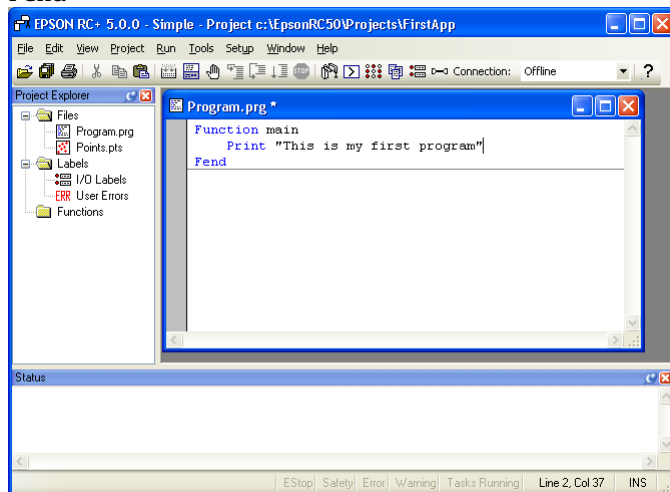 Fend
EPSON RC+ 5.0.0 - Simple - Project c:\EpsonRC50\Projects\FirstApp
File Edit View Project Run Tools Setup Window Help
Connection: Offline ?
Project Explorer
Files
Program.prg
Points.pts
Labels
I/O Labels
ERR User Errors
Functions
Program.prg *
Function main
Print "This is my first program"
Fend
Status
EStop Safety Error Warning Tasks Running Line 2, Col 37 INS